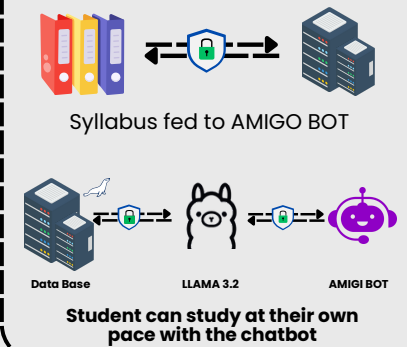 Syllabus fed to AMIGO BOT
Data Base
LLAMA 3.2
AMIGI BOT
Student can study at their own
pace with the chatbot